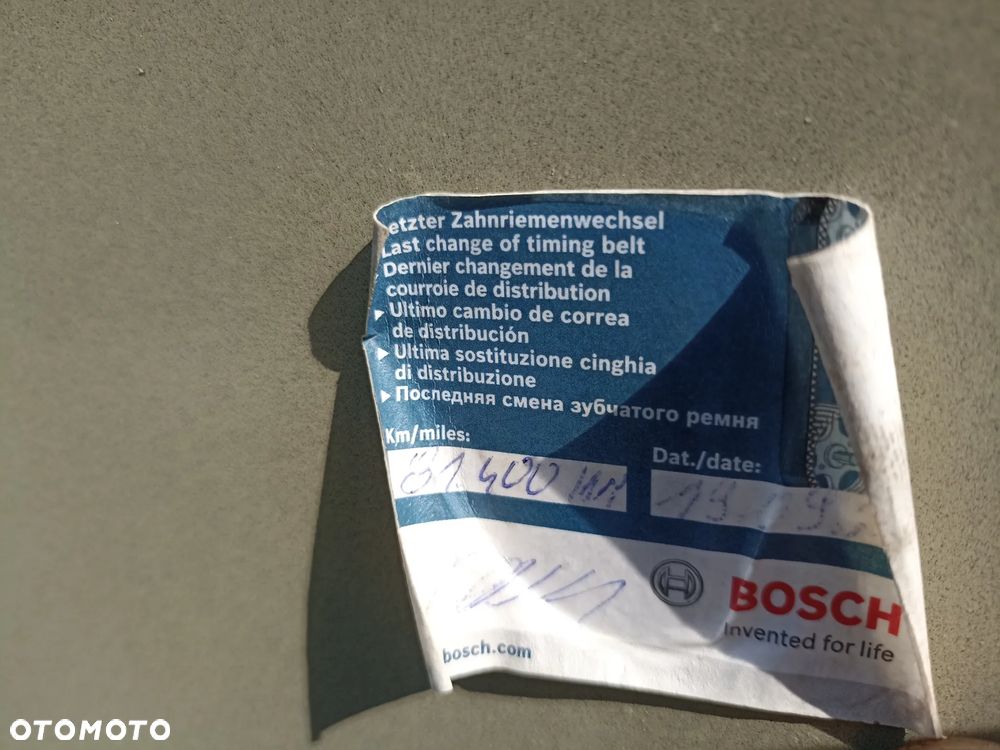 etzter Zahnriemenwechsel
Last change of timing belt
Dernier changement de la
courroie de distribution
▸ Ultimo cambio de correa
de distribución
▸ Ultima sostituzione cinghia
di distribuzione
▸ Последняя смена зубчатого ремня
Km/miles:
81.400
Dat./date:
BOSCH
Invented for life
bosch.com
OTOMOTO